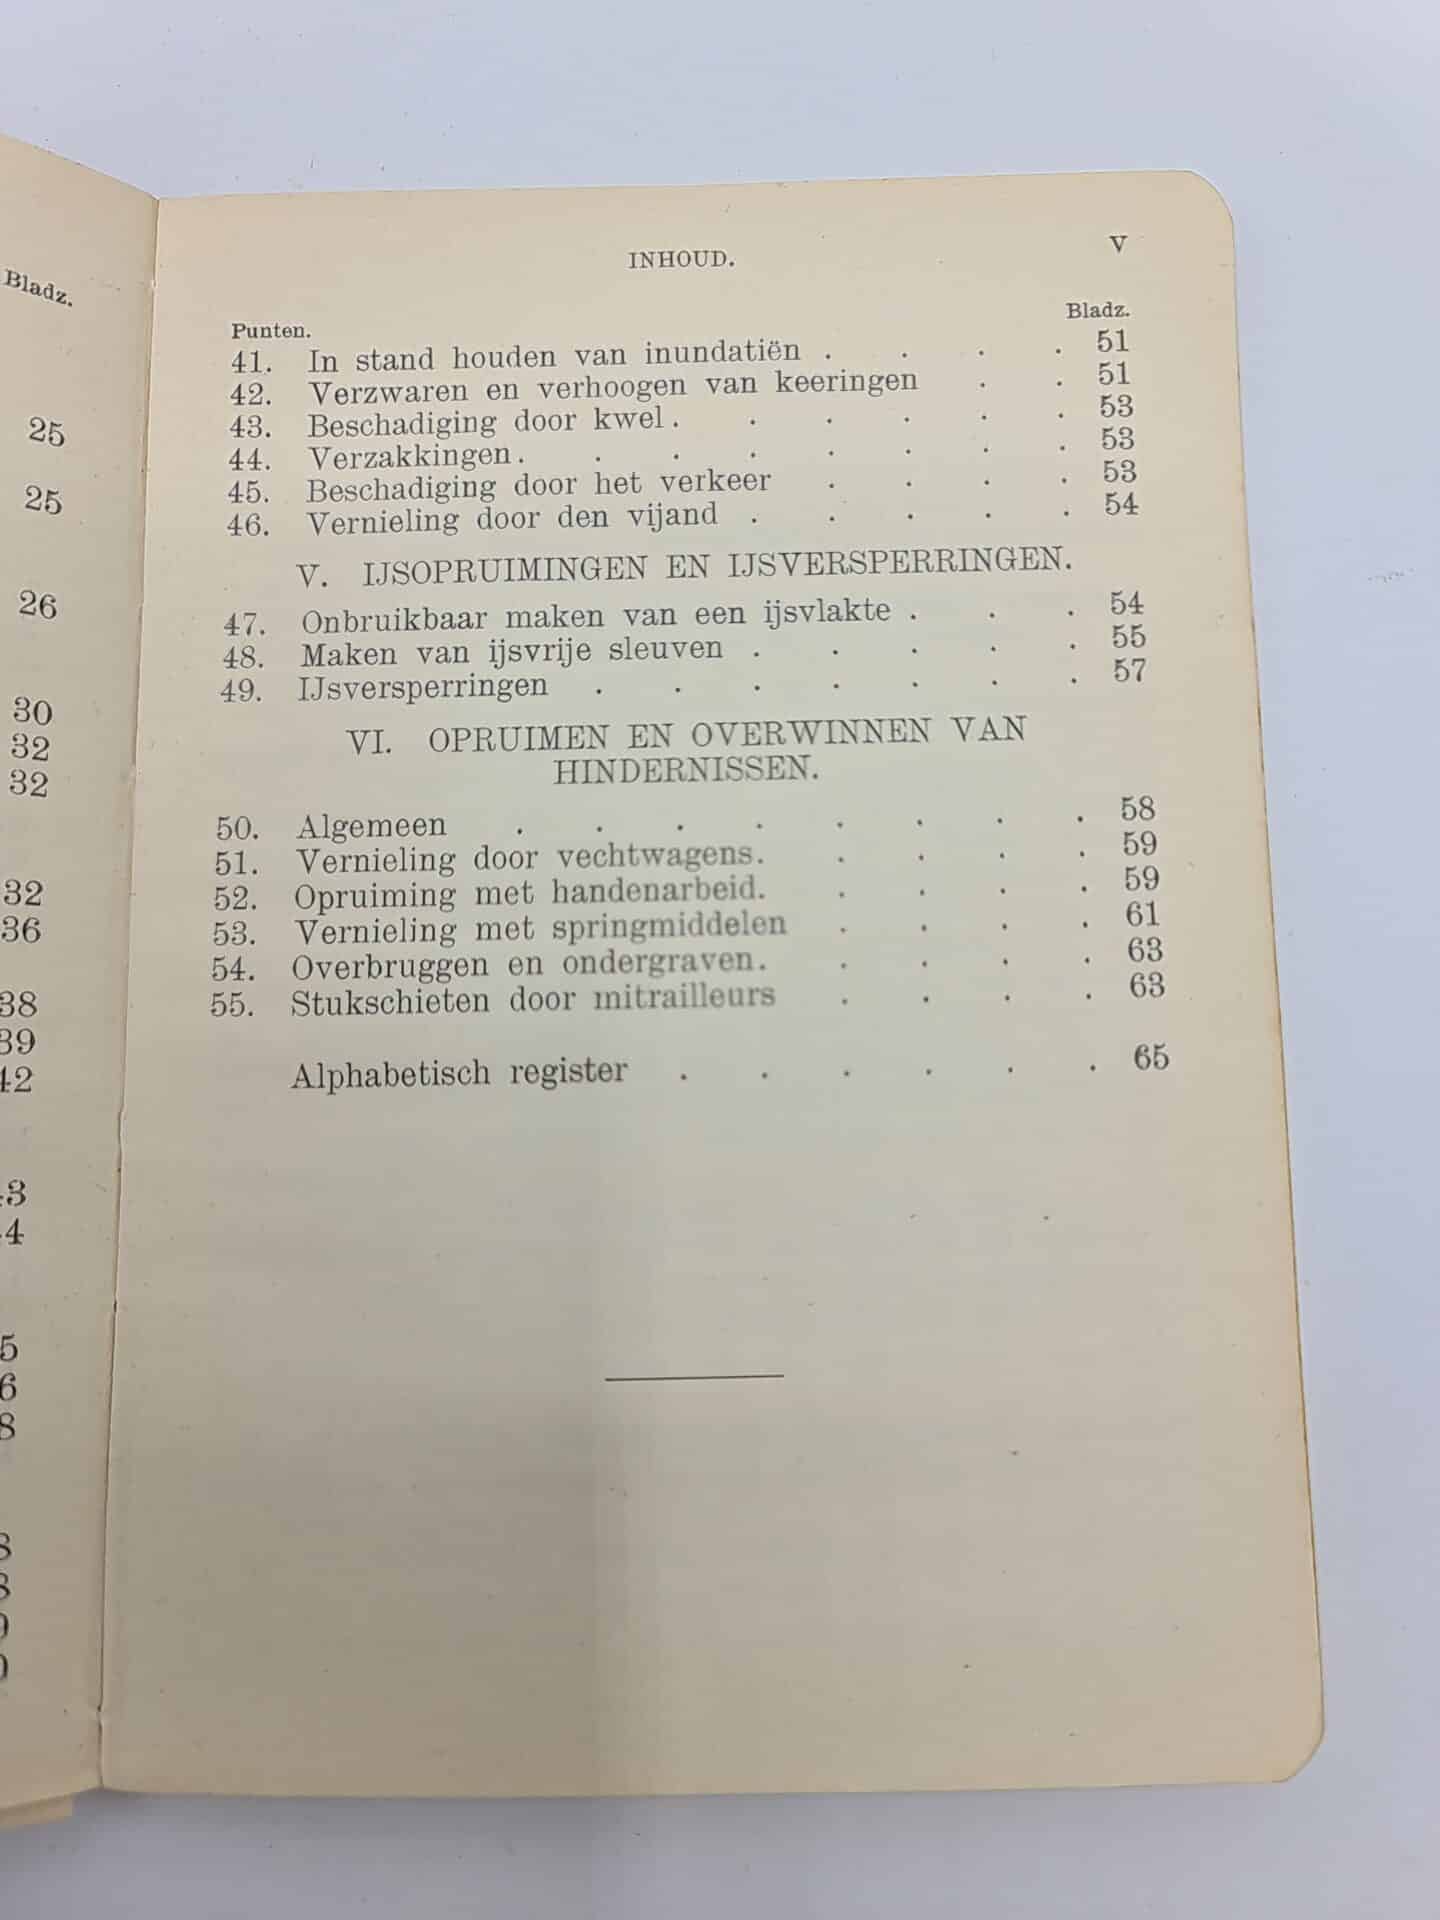 Bladz.
25
25
26
30
32
32
32
36
38
39
42
INHOUD. V
Punten. Bladz.
41. In stand houden van inundatiën . . . . 51
42. Verzwaren en verhoogen van keeringen . . 51
43. Beschadiging door kwel. . . . . . 53
44. Verzakkingen. . . . . . . . 53
45. Beschadiging door het verkeer . . . . 53
46. Vernieling door den vijand . . . . . 54
V. IJSOPRUIMINGEN EN IJSVERSPERRINGEN.
47. Onbruikbaar maken van een ijsvlakte . . . 54
48. Maken van ijsvrije sleuven . . . . . 55
49. IJsversperringen . . . . . . . 57
VI. OPRUIMEN EN OVERWINNEN VAN
HINDERNISSEN.
50. Algemeen . . . . . . . . 58
51. Vernieling door vechtwagens. . . . . 59
52. Opruiming met handenarbeid. . . . . 59
53. Vernieling met springmiddelen . . . . 61
54. Overbruggen en ondergraven. . . . . 63
55. Stukschieten door mitrailleurs . . . . 63
Alphabetisch register . . . . . . 65